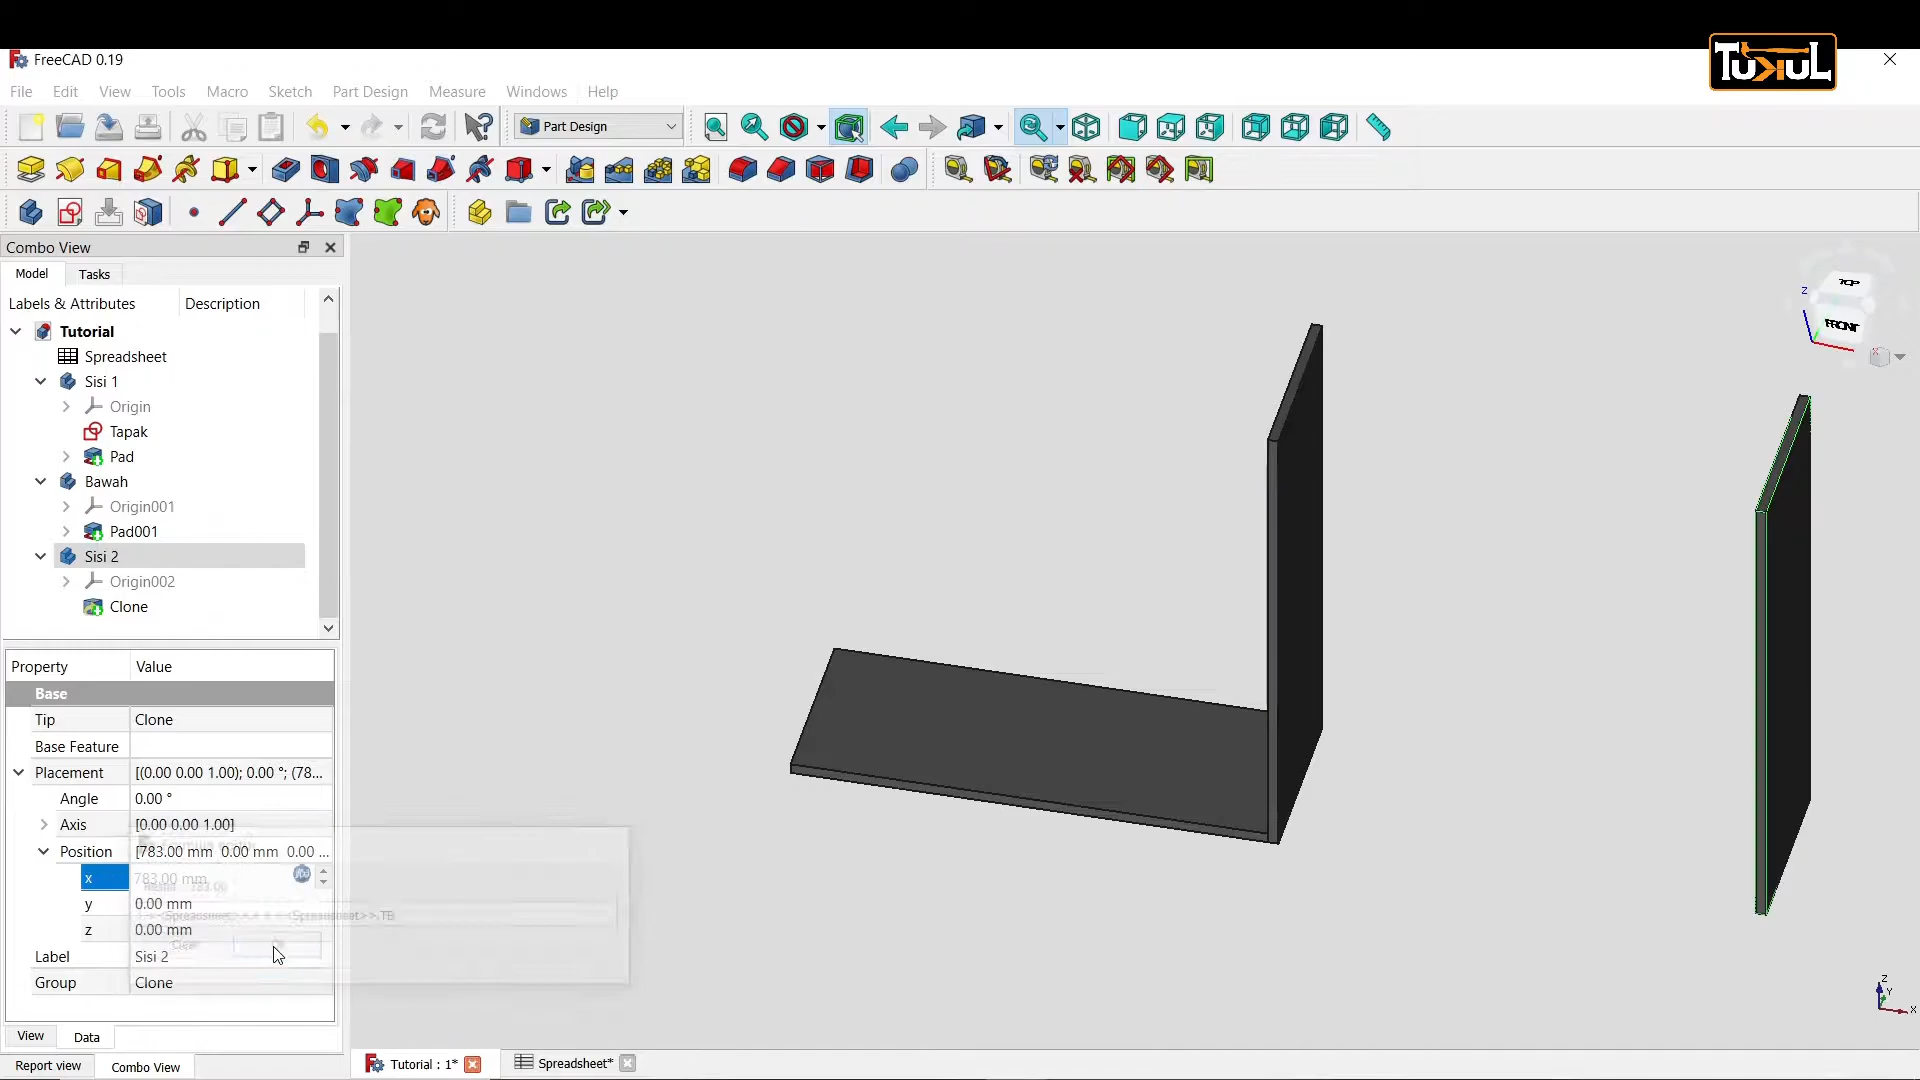 TUKUL
FreeCAD 0.19
File Edit View Tools Macro Sketch Part Design Measure Windows Help
Part Design
Combo View
Model Tasks
Labels & Attributes Description
Tutorial
Spreadsheet
Sisi 1
Origin
Tapak
Pad
Bawah
Origin001
Pad001
Sisi 2
Origin002
Clone
Property Value
Base
Tip Clone
Base Feature
Placement [(0.00 0.00 1.00); 0.00 °; (78...
Angle 0.00 °
Axis [0.00 0.00 1.00]
Position [783.00 mm 0.00 mm 0.00 ...
x 783.00 mm
y 0.00 mm
z 0.00 mm
Label Sisi 2
Group Clone
View Data
Report view Combo View
Tutorial : 1* Spreadsheet*
TOP
FRONT
Z
X
Z
Y
X
Clear